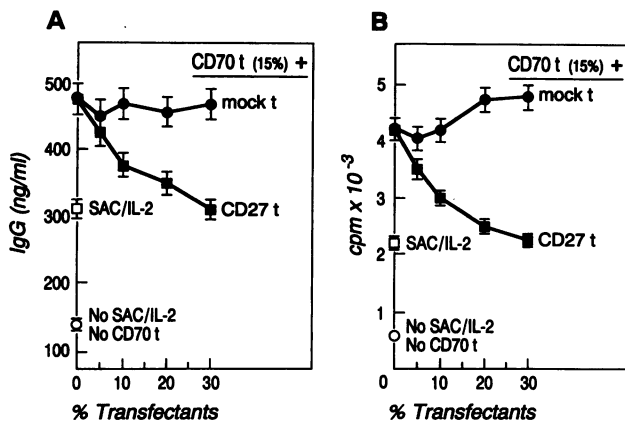 A
CD70 t (15%) +
mock t
CD27 t
SAC/IL-2
No SAC/IL-2
No CD70 t
500
400
300
200
100
IgG (ng/ml)
0 10 20 30
% Transfectants
B
CD70 t (15%) +
mock t
CD27 t
SAC/IL-2
No SAC/IL-2
No CD70 t
5
4
3
2
1
cpm x 10⁻³
0 10 20 30
% Transfectants